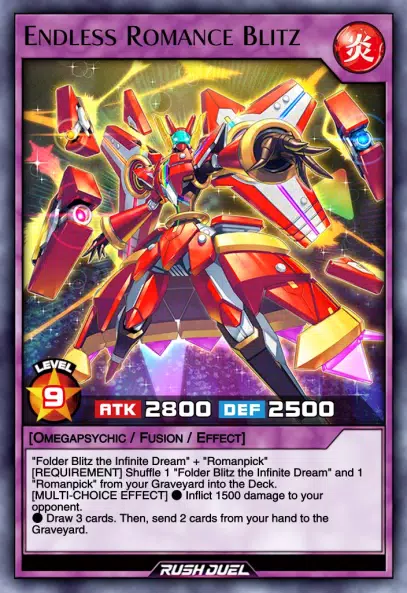 Endless Romance Blitz
炎
LEVEL
9
ATK 2800 DEF 2500
[Omegapsychic / Fusion / Effect]
"Folder Blitz the Infinite Dream" + "Romanpick"
[REQUIREMENT] Shuffle 1 "Folder Blitz the Infinite Dream" and 1
"Romanpick" from your Graveyard into the Deck.
[MULTI-CHOICE EFFECT] ● Inflict 1500 damage to your
opponent.
● Draw 3 cards. Then, send 2 cards from your hand to the
Graveyard.
RUSH DUEL